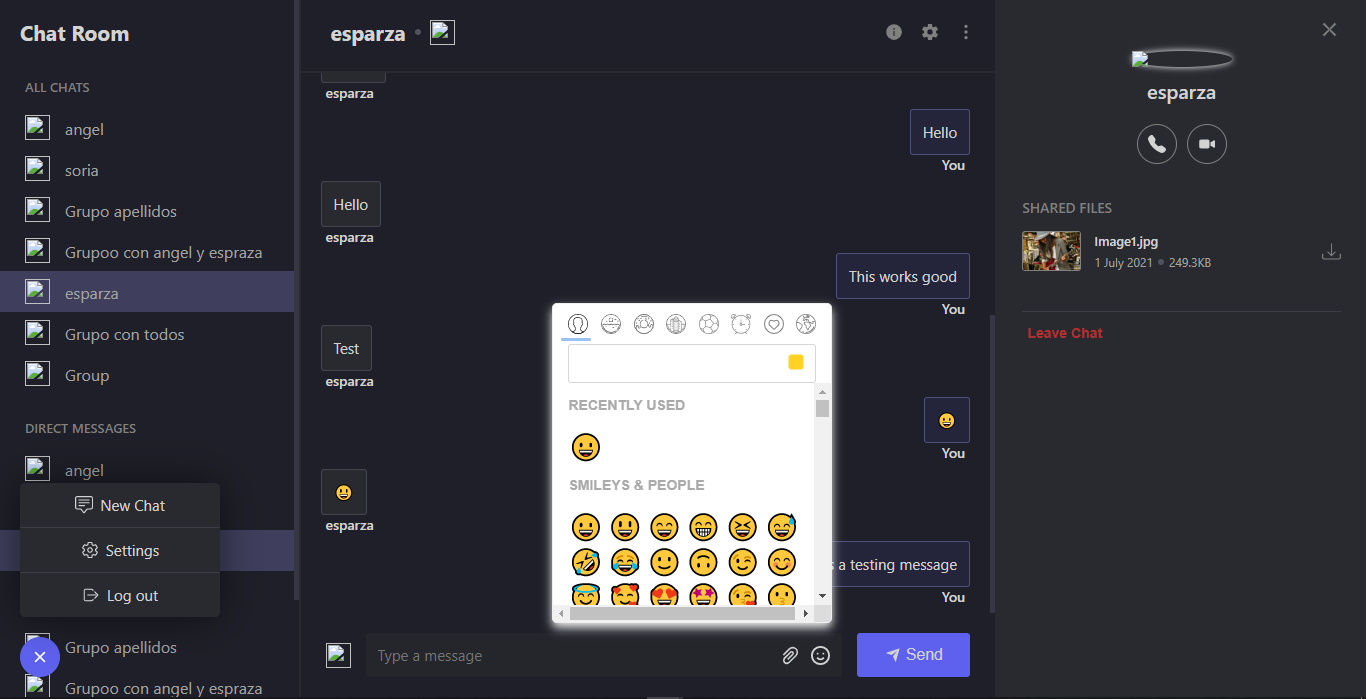 Chat Room
ALL CHATS
angel
soria
Grupo apellidos
Grupoo con angel y espraza
esparza
Grupo con todos
Group
DIRECT MESSAGES
angel
New Chat
Settings
Log out
Grupo apellidos
Grupoo con angel y espraza
esparza
esparza
Hello
You
Hello
esparza
This works good
You
Test
esparza
You
esparza
a testing message
You
RECENTLY USED
SMILEYS & PEOPLE
Type a message
Send
esparza
SHARED FILES
Image1.jpg
1 July 2021 249.3KB
Leave Chat